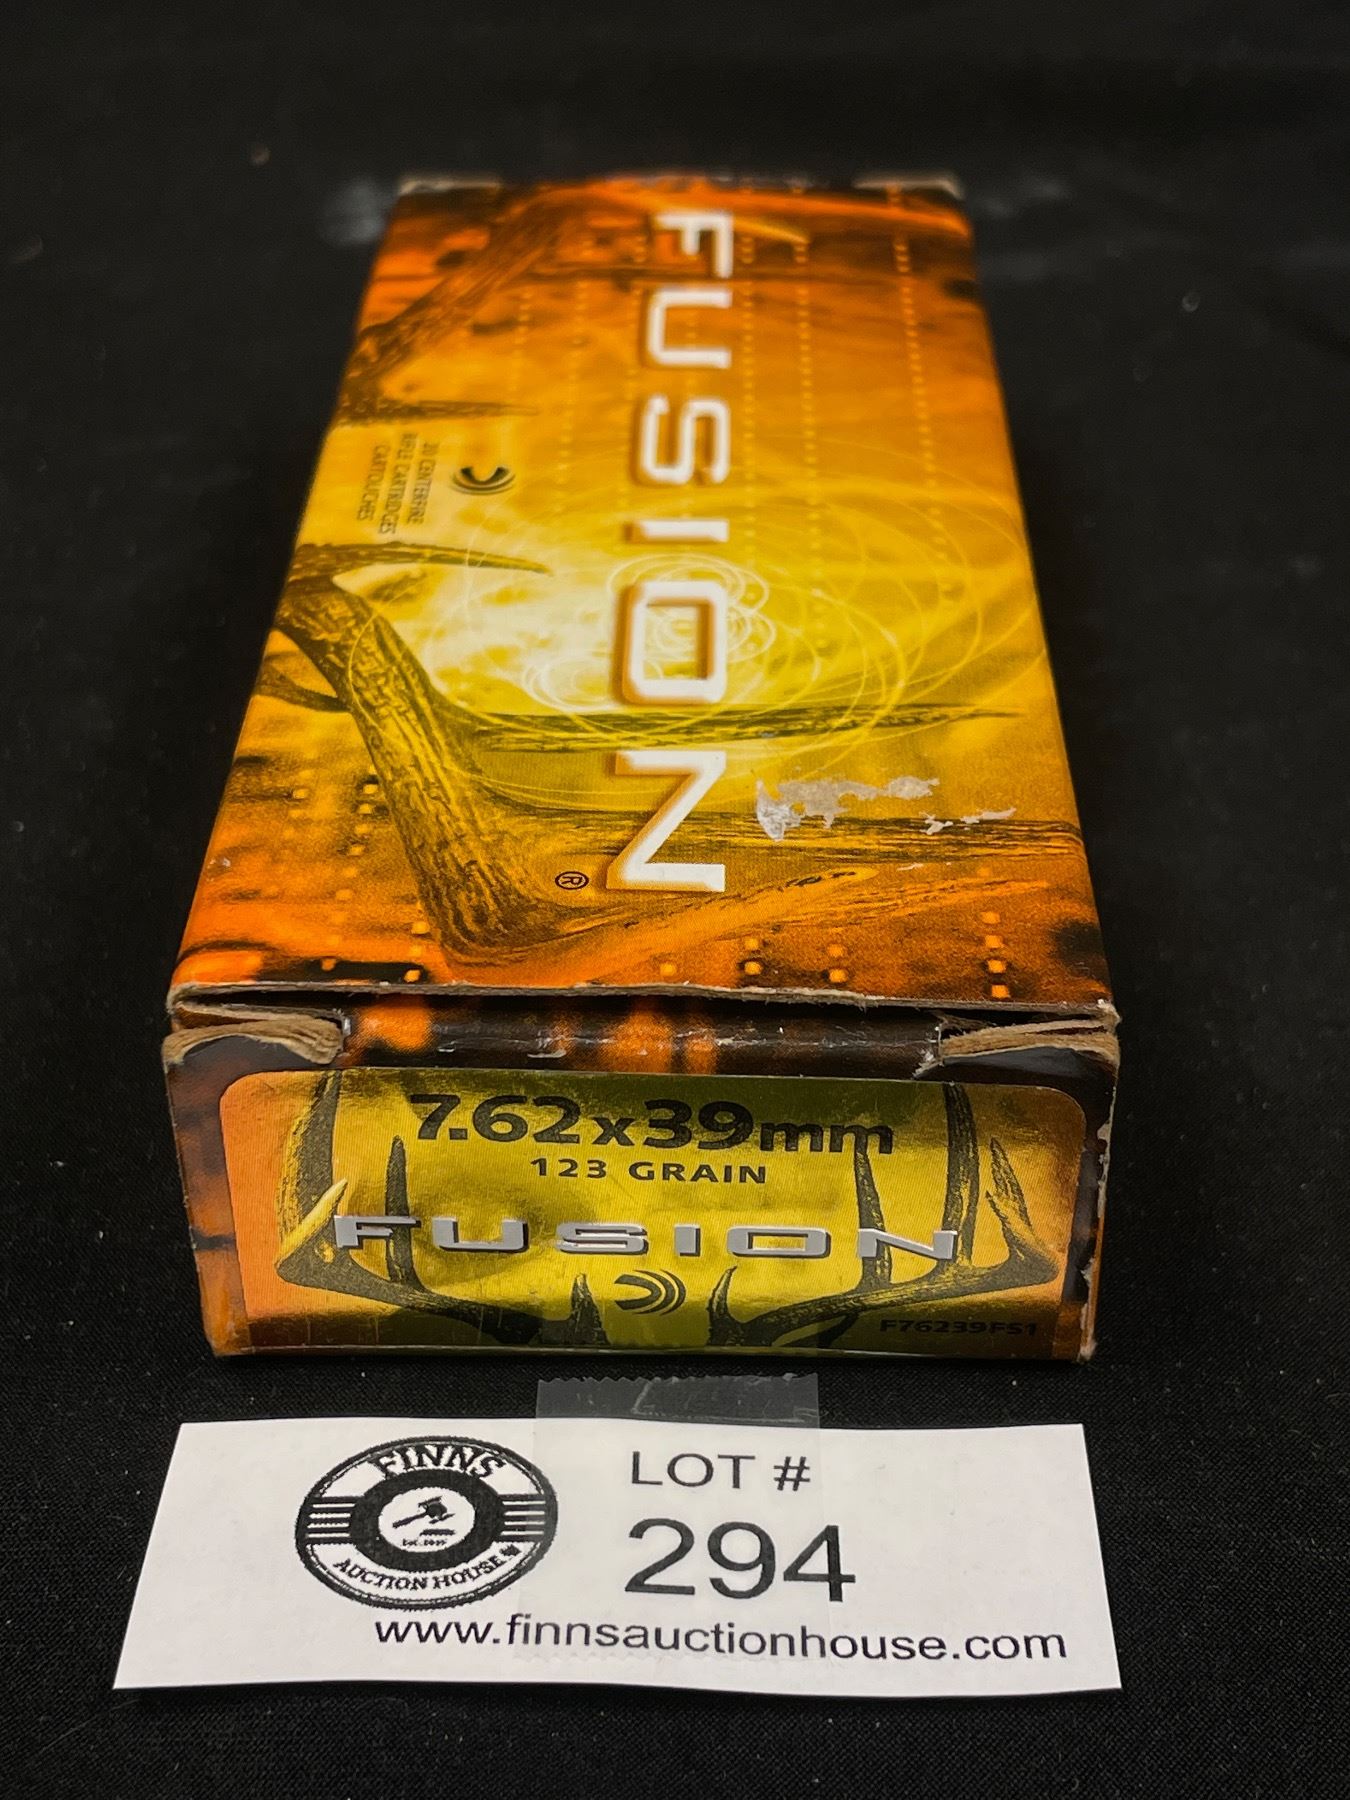 FUSION
®
20 CENTERFIRE
RIFLE CARTRIDGES
CARTOUCHES
7.62x39mm
123 GRAIN
FUSION
F76239FS1
FINNS
AUCTION HOUSE
LOT #
294
www.finnsauctionhouse.com